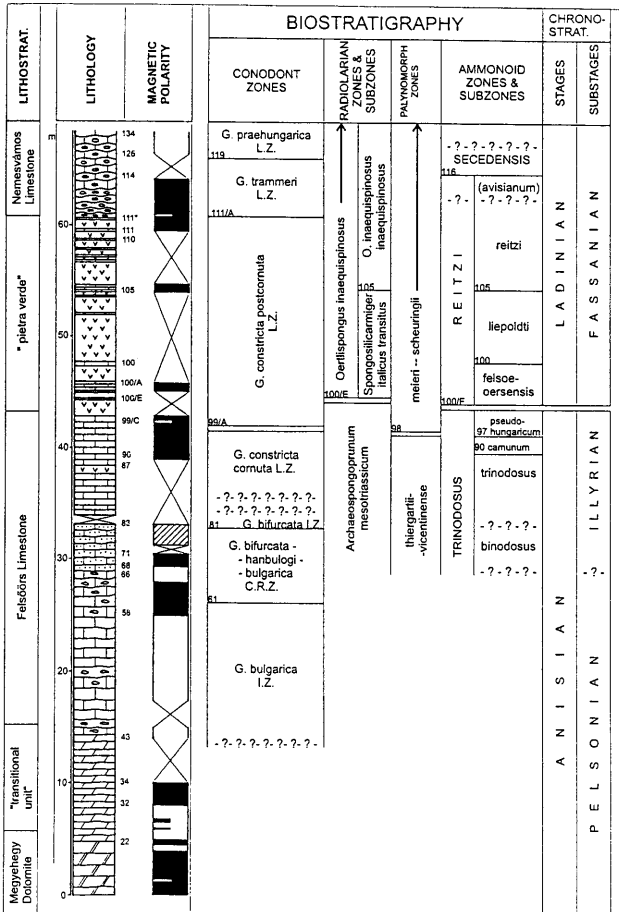 BIOSTRATIGRAPHY
CHRONO-
STRAT.
LITHOSTRAT.
LITHOLOGY
MAGNETIC
POLARITY
CONODONT
ZONES
RADIOLARIAN
ZONES &
SUBZONES
PALYNOMORPH
ZONES
AMMONOID
ZONES &
SUBZONES
STAGES
SUBSTAGES
Nemesvámos
Limestone
" pietra verde"
Felsőörs Limestone
"transitional
unit"
Megyehegy
Dolomite
m
60
50
40
30
20
10
0
134
126
114
111*
111
110
105
100
100/A
100/E
99/C
90
87
82
71
68
66
58
43
34
32
22
G. praehungarica
L.Z.
119
G. trammeri
L.Z.
111/A
G. constricta postcornuta
L.Z.
99/A
G. constricta
cornuta L.Z.
-?-?-?-?-?-
-?-?-?-?-?-
81
G. bifurcata I.Z.
G. bifurcata -
- hanbulogi -
- bulgarica
C.R.Z.
61
G. bulgarica
I.Z.
-?-?-?-?-?-?-?-
Oertlispongus inaequispinosus
100/E
O. inaequispinosus
inaequispinosus
105
Spongosilicarmiger
italicus transitus
Archaeospongoprunum
mesotriassicum
meieri -- scheuringii
98
thiergartii-
-vicentinense
-?-?-?-?-
SECEDENSIS
116
(avisianum)
-?-
-?-?-?-?-
REITZI
reitzi
105
liepoldti
100
felsoe-
oersensis
100/F
TRINODOSUS
pseudo-
97 hungaricum
90 camunum
trinodosus
-?-?-?-?-
binodosus
-?-?-?-?-
LADINIAN
ANISIAN
FASSANIAN
ILLYRIAN
-?-
PELSONIAN